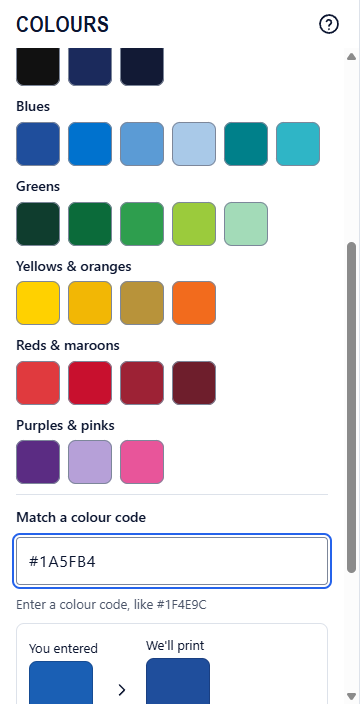 COLOURS
Blues
Greens
Yellows & oranges
Reds & maroons
Purples & pinks
Match a colour code
#1A5FB4
Enter a colour code, like #1F4E9C
You entered
We'll print